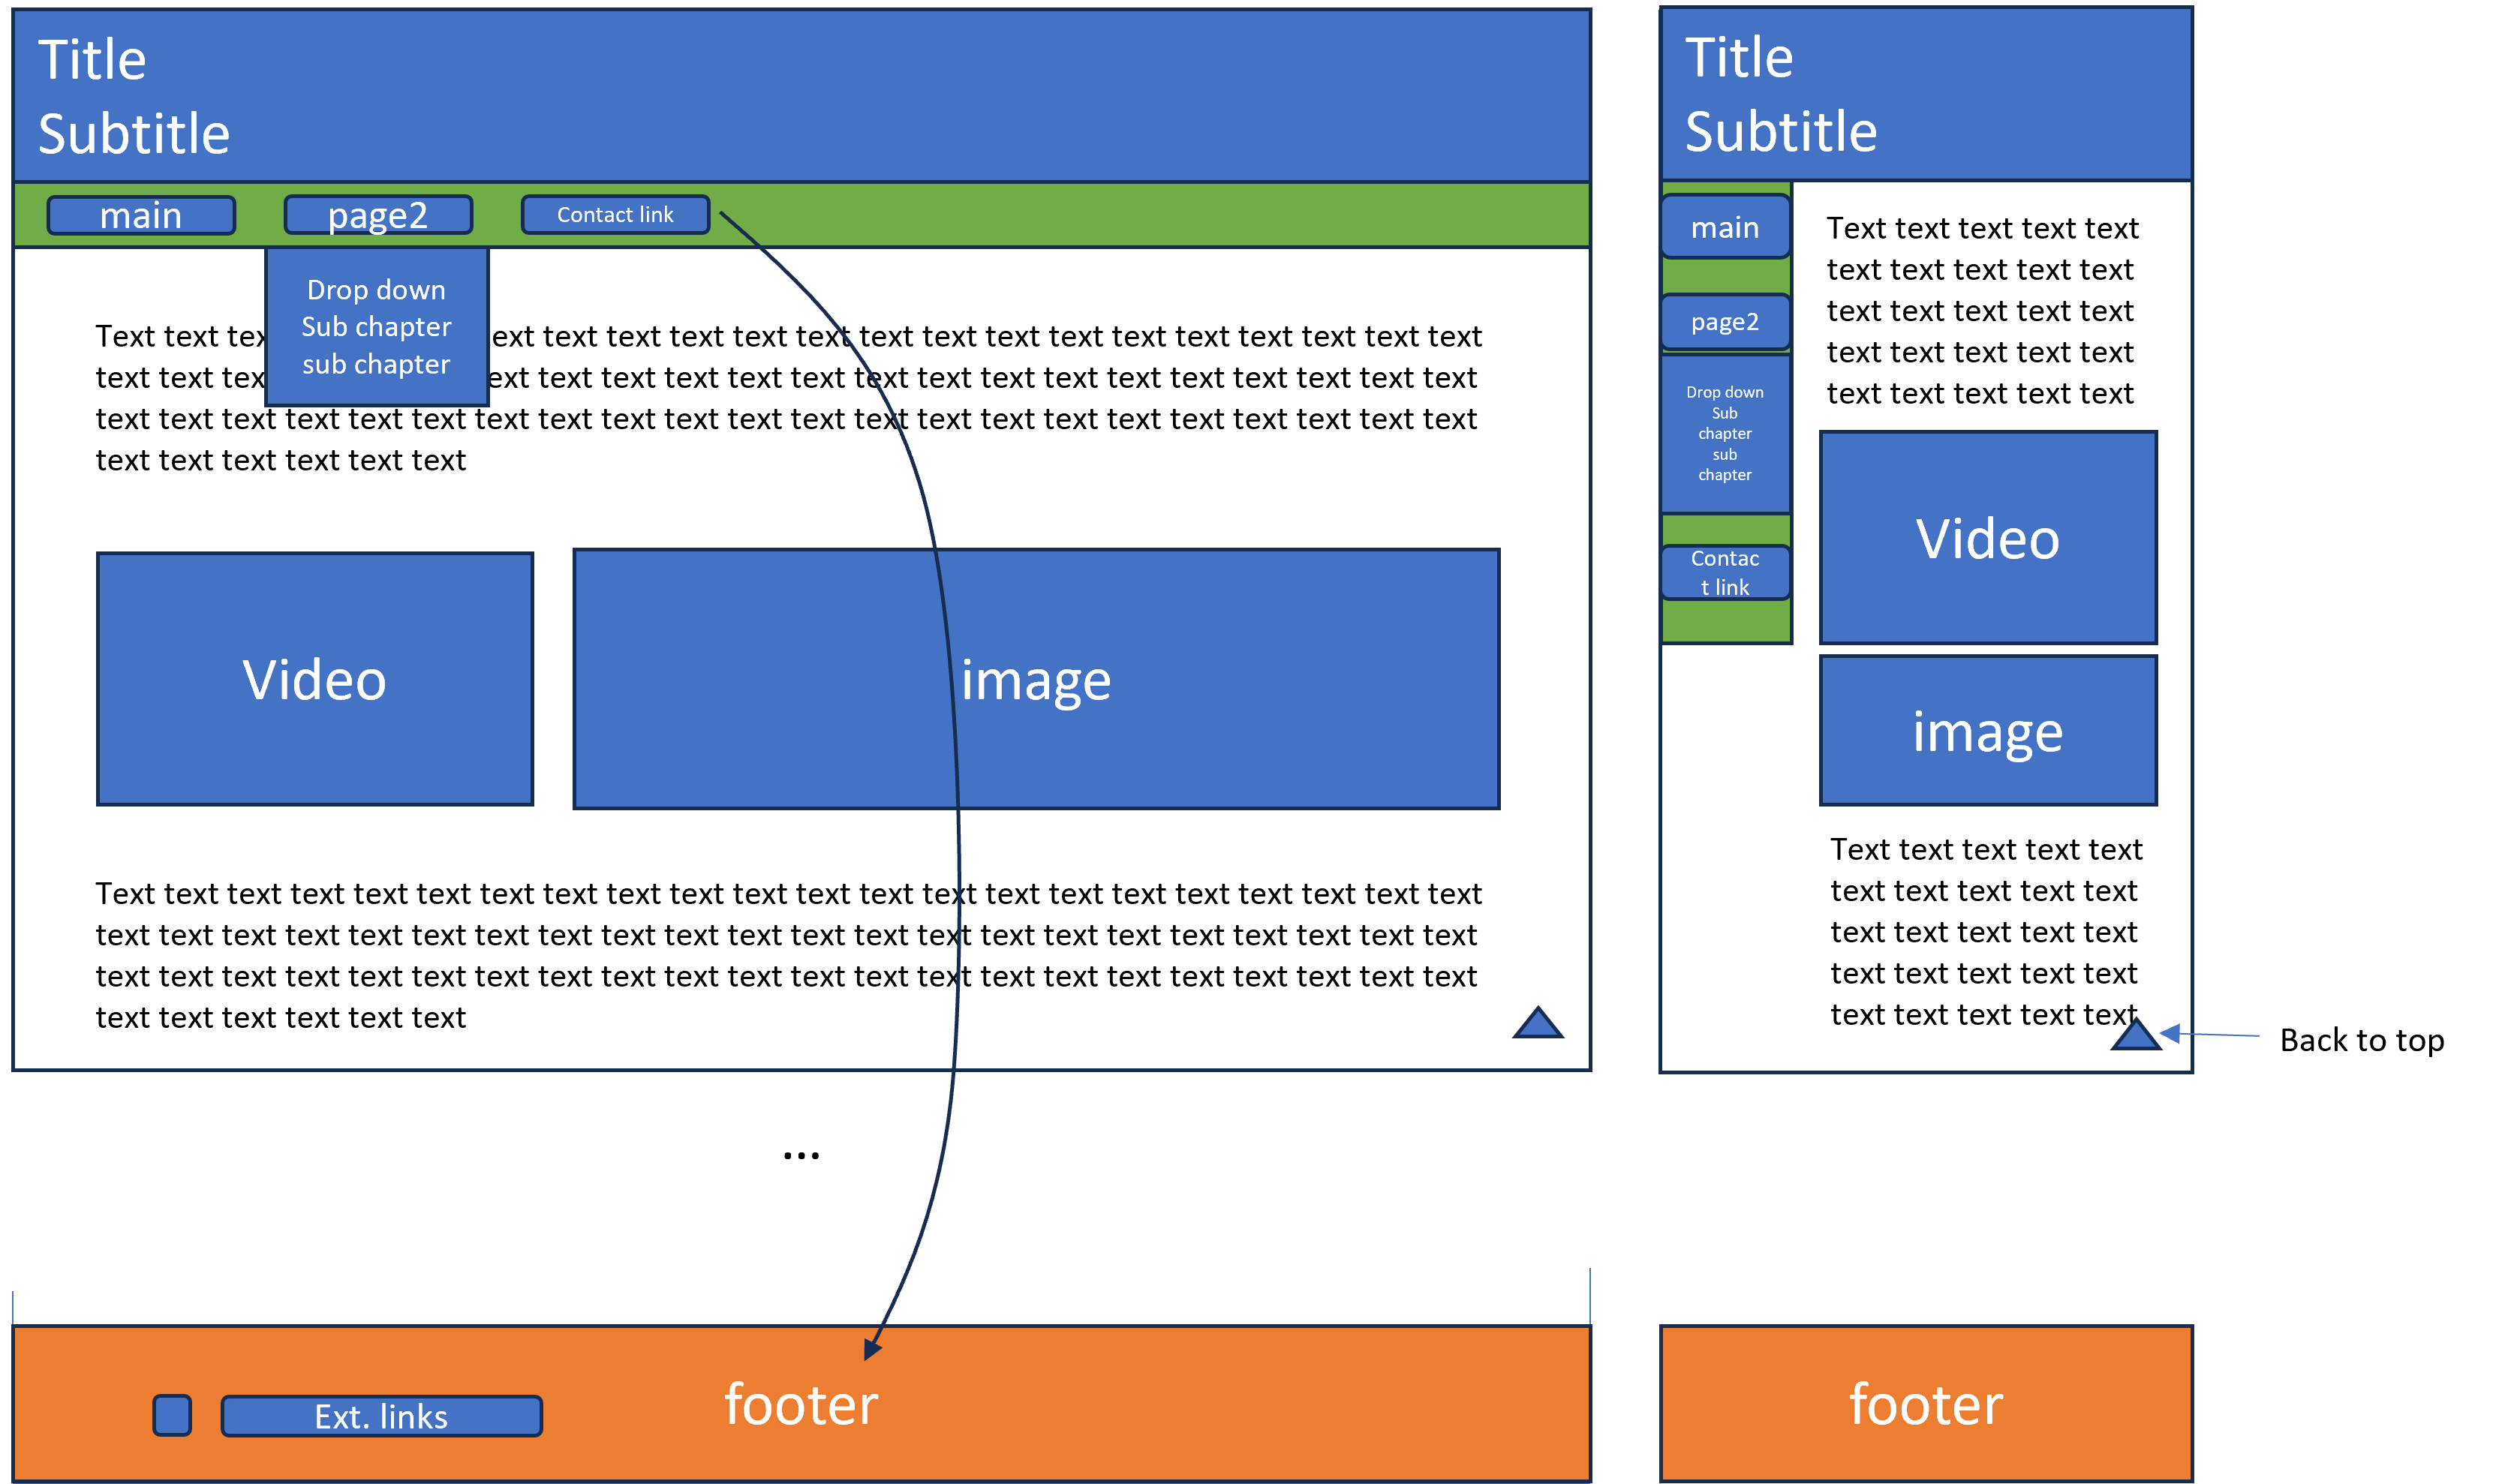 Title
Subtitle
main
page2
Contact link
Drop down
Sub chapter
sub chapter
Text text tex ext text text text text text text text text text text text text text text text
text text tex ext text text text text text text text text text text text text text text text
text text text text text text text text text text text text text text text text text text text text text text
text text text text text text
Video
image
Text text text text text text text text text text text text text text text text text text text text text text
text text text text text text text text text text text text text text text text text text text text text text
text text text text text text text text text text text text text text text text text text text text text text
text text text text text text
...
Ext. links
footer
Title
Subtitle
main
page2
Drop down
Sub
chapter
sub
chapter
Contac
t link
Text text text text text
text text text text text
text text text text text
text text text text text
text text text text text
Video
image
Text text text text text
text text text text text
text text text text text
text text text text text
text text text text text
Back to top
footer